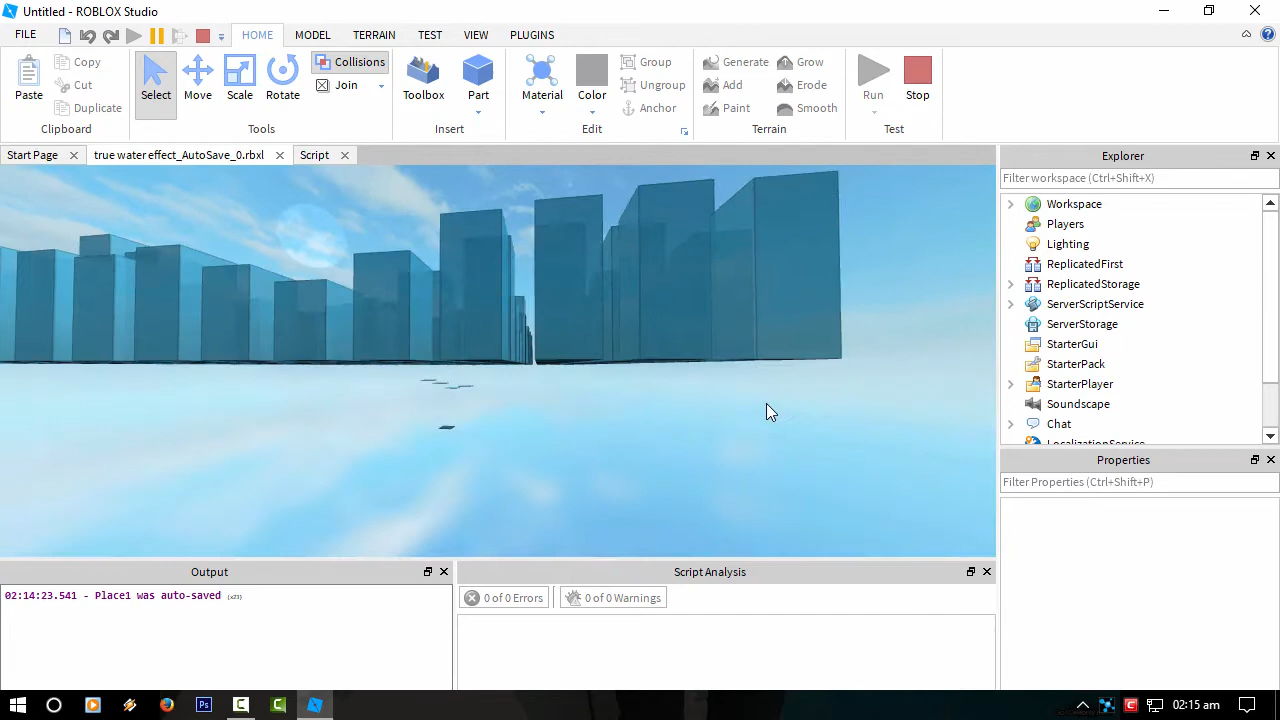 Untitled - ROBLOX Studio
FILE HOME MODEL TERRAIN TEST VIEW PLUGINS
Paste Copy Cut Duplicate Select Move Scale Rotate Collisions Join Toolbox Part Material Color Group Ungroup Anchor Generate Add Paint Grow Erode Smooth Run Stop
Clipboard Tools Insert Edit Terrain Test
Start Page true water effect_AutoSave_0.rbxl Script
Explorer
Filter workspace (Ctrl+Shift+X)
Workspace
Players
Lighting
ReplicatedFirst
ReplicatedStorage
ServerScriptService
ServerStorage
StarterGui
StarterPack
StarterPlayer
Soundscape
Chat
LocalizationService
Properties
Filter Properties (Ctrl+Shift+P)
Output
02:14:23.541 - Place1 was auto-saved (x23)
Script Analysis
0 of 0 Errors 0 of 0 Warnings
Ps C C C 02:15 am